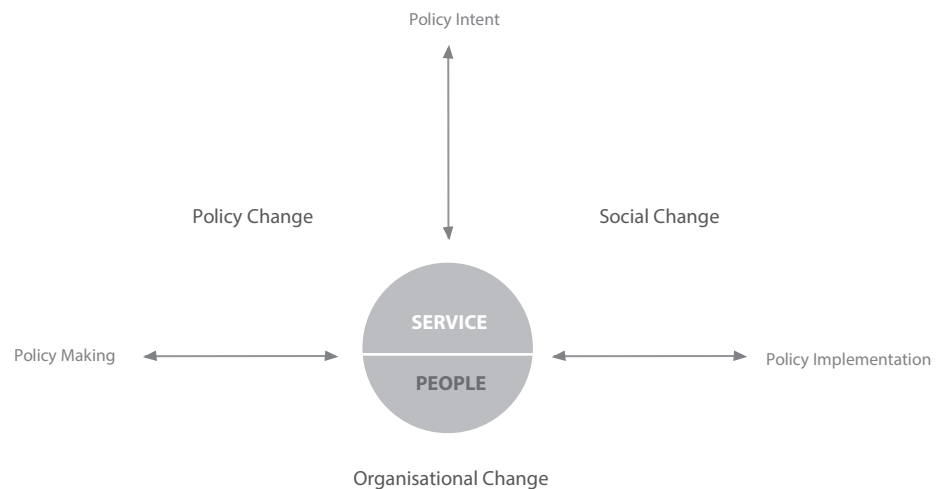 Policy Intent
Policy Change
Social Change
SERVICE
Policy Making
Policy Implementation
PEOPLE
Organisational Change